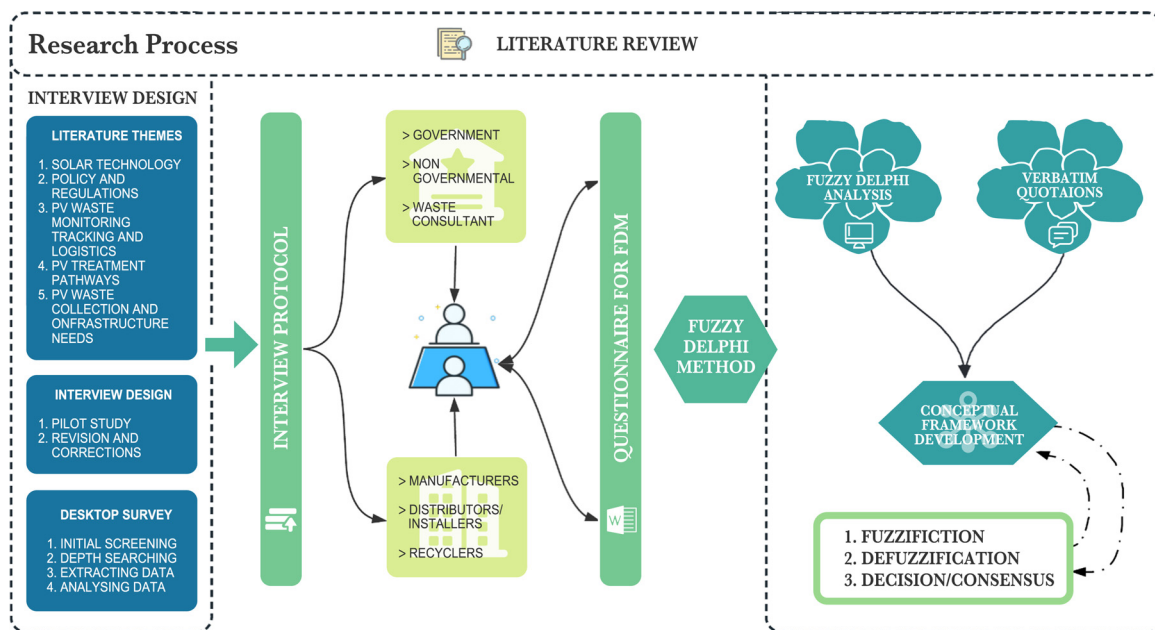 Research Process
LITERATURE REVIEW
INTERVIEW DESIGN
LITERATURE THEMES
1. SOLAR TECHNOLOGY
2. POLICY AND
REGULATIONS
3. PV WASTE
MONITORING
TRACKING AND
LOGISTICS
4. PV TREATMENT
PATHWAYS
5. PV WASTE
COLLECTION AND
ONFRASTRUCTURE
NEEDS
INTERVIEW DESIGN
1. PILOT STUDY
2. REVISION AND
CORRECTIONS
DESKTOP SURVEY
1. INITIAL SCREENING
2. DEPTH SEARCHING
3. EXTRACTING DATA
4. ANALYSING DATA
INTERVIEW PROTOCOL
> GOVERNMENT
> NON
GOVERNMENTAL
> WASTE
CONSULTANT
> MANUFACTURERS
> DISTRIBUTORS/
INSTALLERS
> RECYCLERS
QUESTIONNAIRE FOR FDM
W
FUZZY
DELPHI
METHOD
FUZZY DELPHI
ANALYSIS
VERBATIM
QUOTAIONS
CONCEPTUAL
FRAMEWORK
DEVELOPMENT
1. FUZZIFICTION
2. DEFUZZIFICATION
3. DECISION/CONSENSUS